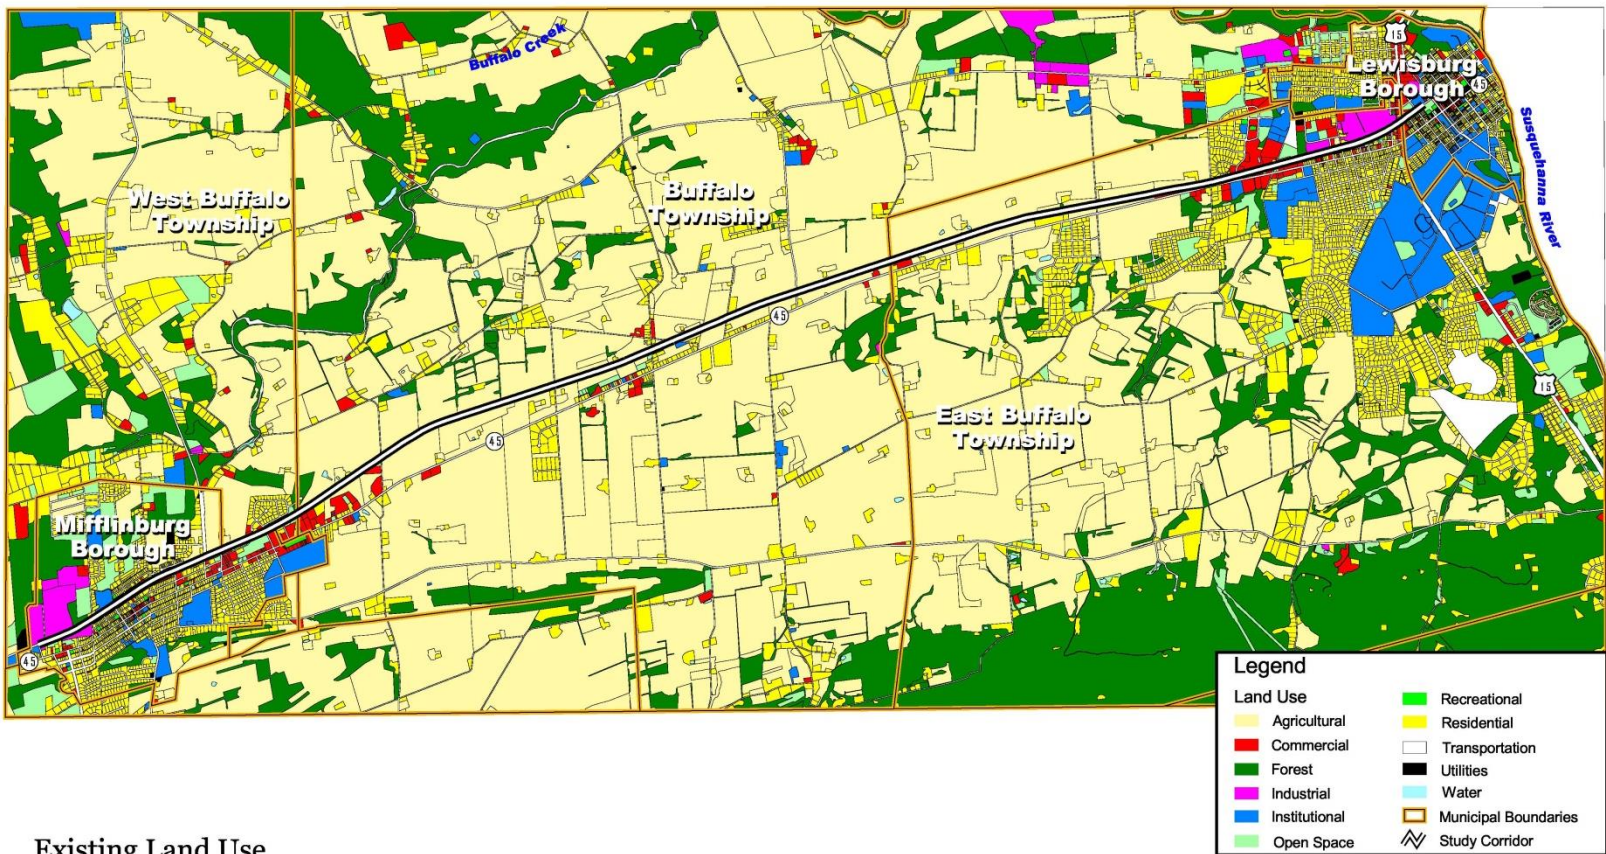 15
Buffalo Creek
Lewisburg
Borough
45
Susquehanna River
West Buffalo
Township
Buffalo
Township
45
15
East Buffalo
Township
45
Mifflinburg
Borough
45
Legend
Land Use
Agricultural
Commercial
Forest
Industrial
Institutional
Open Space
Recreational
Residential
Transportation
Utilities
Water
Municipal Boundaries
Study Corridor
Existing Land Use